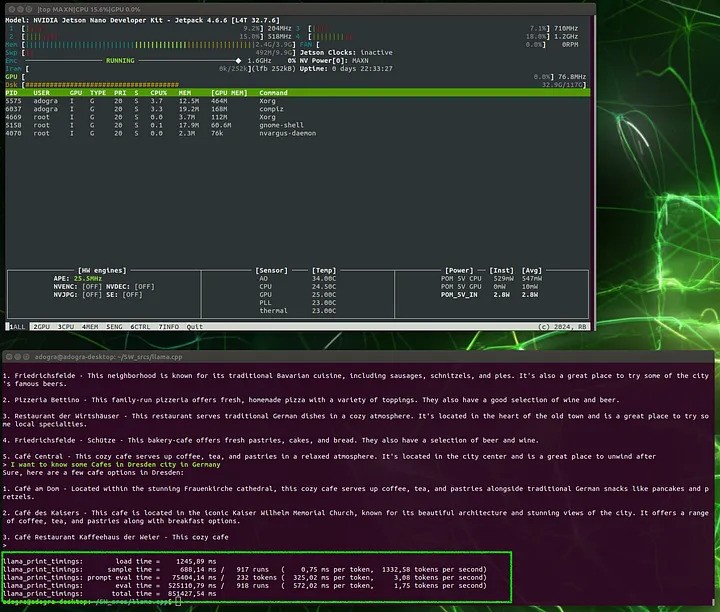 jtop MAXN|CPU 15.6%|GPU 0.0%
Model: NVIDIA Jetson Nano Developer Kit - Jetpack 4.6.6 [L4T 32.7.6]
1 [ 9.2%] 204MHz 3 [ 7.1%] 710MHz
2 [ 15.0%] 518MHz 4 [ 18.0%] 1.2GHz
Mem [ 2.4G/3.9G] FAN [ 0.0%] 0RPM
Swp [ 492M/9.9G] Jetson Clocks: inactive
Emc RUNNING 1.6GHz 0% NV Power[0]: MAXN
Iram [ 0k/252k](lfb 252kB) Uptime: 0 days 22:33:27
GPU [ 0.0%] 76.8MHz
Dsk [ 32.9G/117G]
PID USER GPU TYPE PRI S CPU% MEM [GPU MEM] Command
5575 adogra I G 20 S 3.7 12.5M 464M Xorg
6037 adogra I G 20 S 3.3 19.2M 168M compiz
4669 root I G 20 S 0.0 3.7M 112M Xorg
5158 root I G 20 S 0.1 17.9M 60.6M gnome-shell
4070 root I G 20 S 0.0 2.3M 76k nvargus-daemon
[HW engines] [Sensor] [Temp] [Power] [Inst] [Avg]
APE: 25.5MHz AO 34.00C POM_5V_CPU 529mW 547mW
NVENC: [OFF] NVDEC: [OFF] CPU 24.50C POM_5V_GPU 0mW 10mW
NVJPG: [OFF] SE: [OFF] GPU 25.00C POM_5V_IN 2.8W 2.8W
PLL 23.00C
thermal 23.00C
1ALL 2GPU 3CPU 4MEM 5ENG 6CTRL 7INFO Quit (c) 2024, RB
adogra@adogra-desktop: ~/SW_srcs/llama.cpp
1. Friedrichsfelde - This neighborhood is known for its traditional Bavarian cuisine, including sausages, schnitzels, and pies. It's also a great place to try some of the city
's famous beers.
2. Pizzeria Bettino - This family-run pizzeria offers fresh, homemade pizza with a variety of toppings. They also have a good selection of wine and beer.
3. Restaurant der Wirtshäuser - This restaurant serves traditional German dishes in a cozy atmosphere. It's located in the heart of the old town and is a great place to try so
me local specialties.
4. Friedrichsfelde - Schütze - This bakery-cafe offers fresh pastries, cakes, and bread. They also have a selection of beer and wine.
5. Café Central - This cozy cafe serves up coffee, tea, and pastries in a relaxed atmosphere. It's located in the city center and is a great place to unwind after
> I want to know some Cafes in Dresden city in Germany
Sure, here are a few cafe options in Dresden:
1. Café am Dom - Located within the stunning Frauenkirche cathedral, this cozy cafe serves up coffee, tea, and pastries alongside traditional German snacks like pancakes and p
retzels.
2. Café des Kaisers - This cafe is located in the iconic Kaiser Wilhelm Memorial Church, known for its beautiful architecture and stunning views of the city. It offers a range
of coffee, tea, and pastries along with breakfast options.
3. Café Restaurant Kaffeehaus der Weier - This cozy cafe
>
llama_print_timings: load time = 1245,89 ms
llama_print_timings: sample time = 688,14 ms / 917 runs ( 0,75 ms per token, 1332,58 tokens per second)
llama_print_timings: prompt eval time = 75404,14 ms / 232 tokens ( 325,02 ms per token, 3,08 tokens per second)
llama_print_timings: eval time = 525110,79 ms / 918 runs ( 572,02 ms per token, 1,75 tokens per second)
llama_print_timings: total time = 851427,54 ms
adogra@adogra-desktop:~/SW_srcs/llama.cpp$